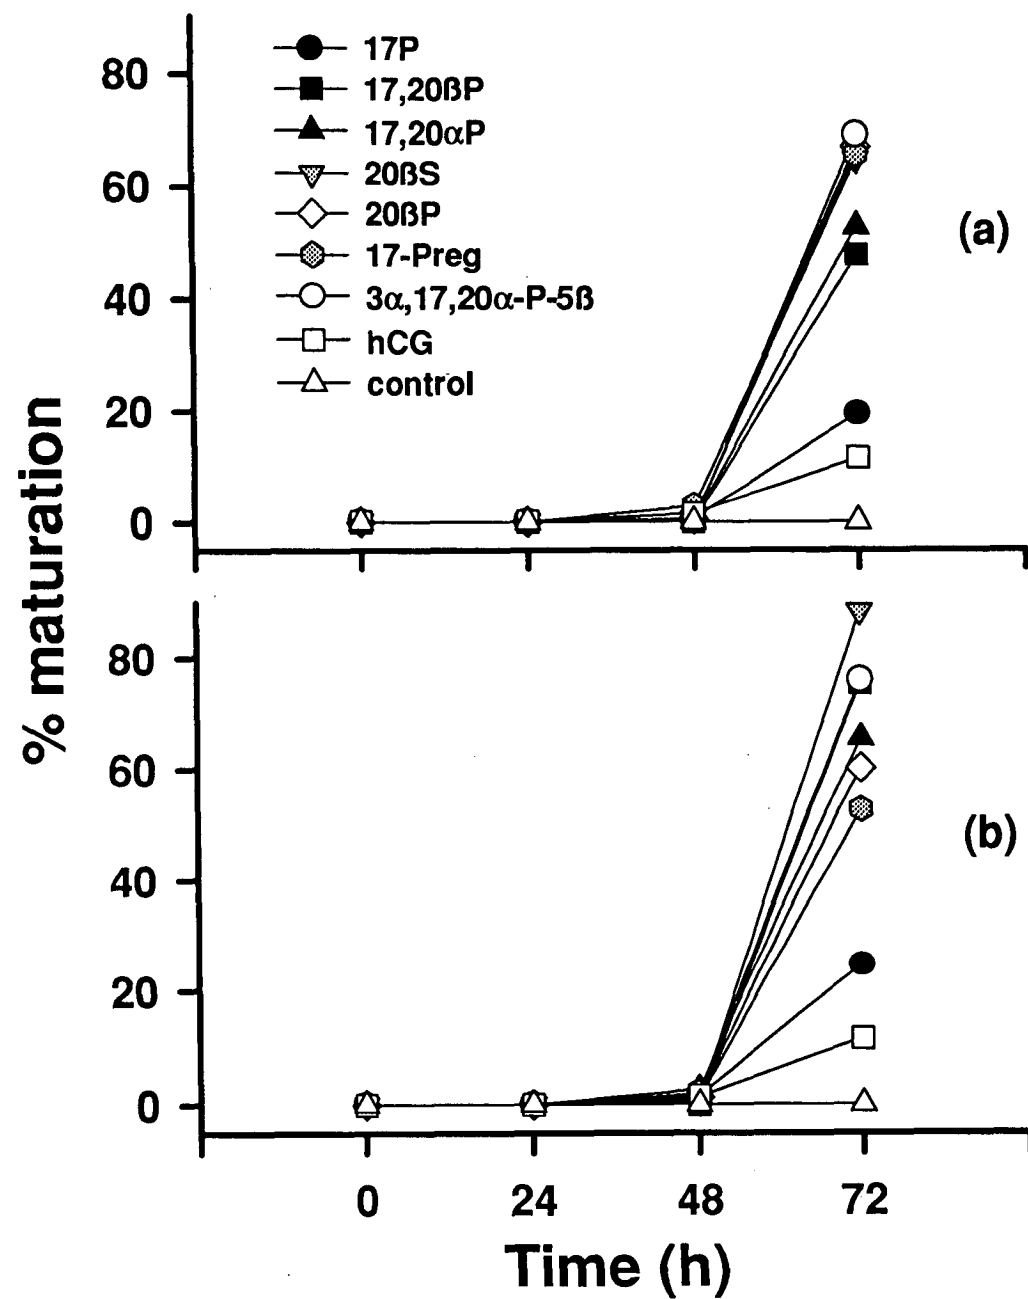 80
60
40
20
0
17P
17,20ßP
17,20αP
20ßS
20ßP
17-Preg
3α,17,20α-P-5ß
hCG
control
(a)
% maturation
80
60
40
20
0
(b)
0 24 48 72
Time (h)